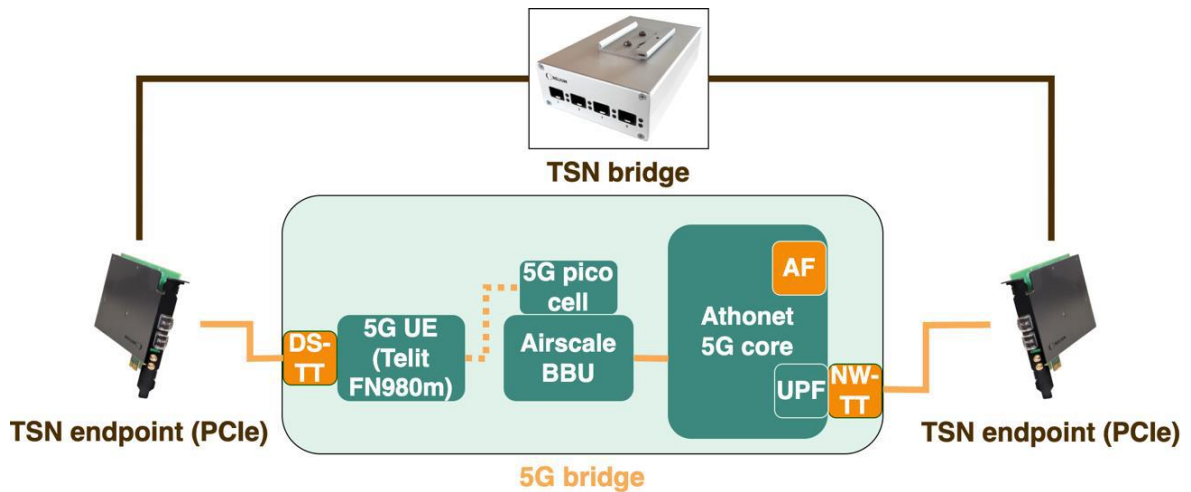 TSN bridge
5G pico
cell
AF
5G UE
(Telit
FN980m)
DS-
TT
Airscale
BBU
Athonet
5G core
UPF
NW-
TT
TSN endpoint (PCIe)
TSN endpoint (PCIe)
5G bridge